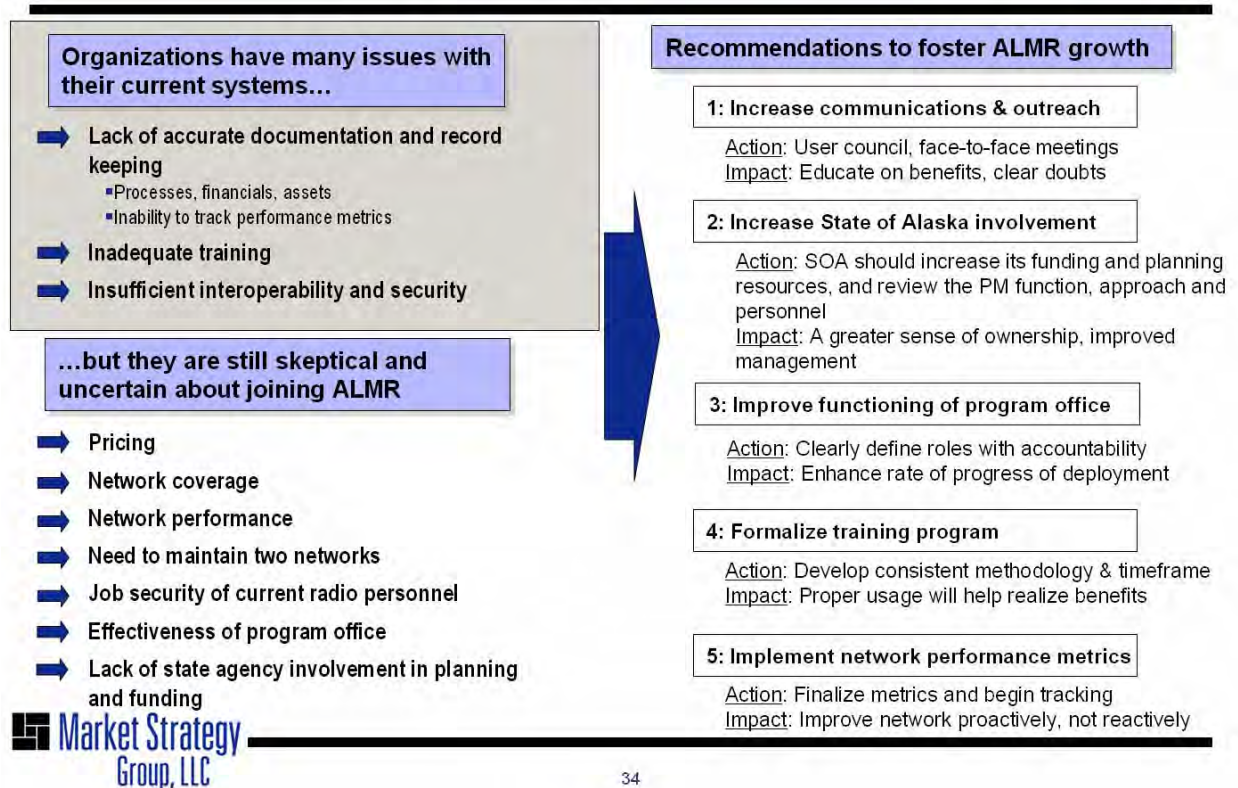 Organizations have many issues with
their current systems…
Lack of accurate documentation and record
keeping
▪Processes, financials, assets
▪Inability to track performance metrics
Inadequate training
Insufficient interoperability and security
…but they are still skeptical and
uncertain about joining ALMR
Pricing
Network coverage
Network performance
Need to maintain two networks
Job security of current radio personnel
Effectiveness of program office
Lack of state agency involvement in planning
and funding
Recommendations to foster ALMR growth
1: Increase communications & outreach
Action: User council, face-to-face meetings
Impact: Educate on benefits, clear doubts
2: Increase State of Alaska involvement
Action: SOA should increase its funding and planning
resources, and review the PM function, approach and
personnel
Impact: A greater sense of ownership, improved
management
3: Improve functioning of program office
Action: Clearly define roles with accountability
Impact: Enhance rate of progress of deployment
4: Formalize training program
Action: Develop consistent methodology & timeframe
Impact: Proper usage will help realize benefits
5: Implement network performance metrics
Action: Finalize metrics and begin tracking
Impact: Improve network proactively, not reactively
Market Strategy
Group, LLC
34